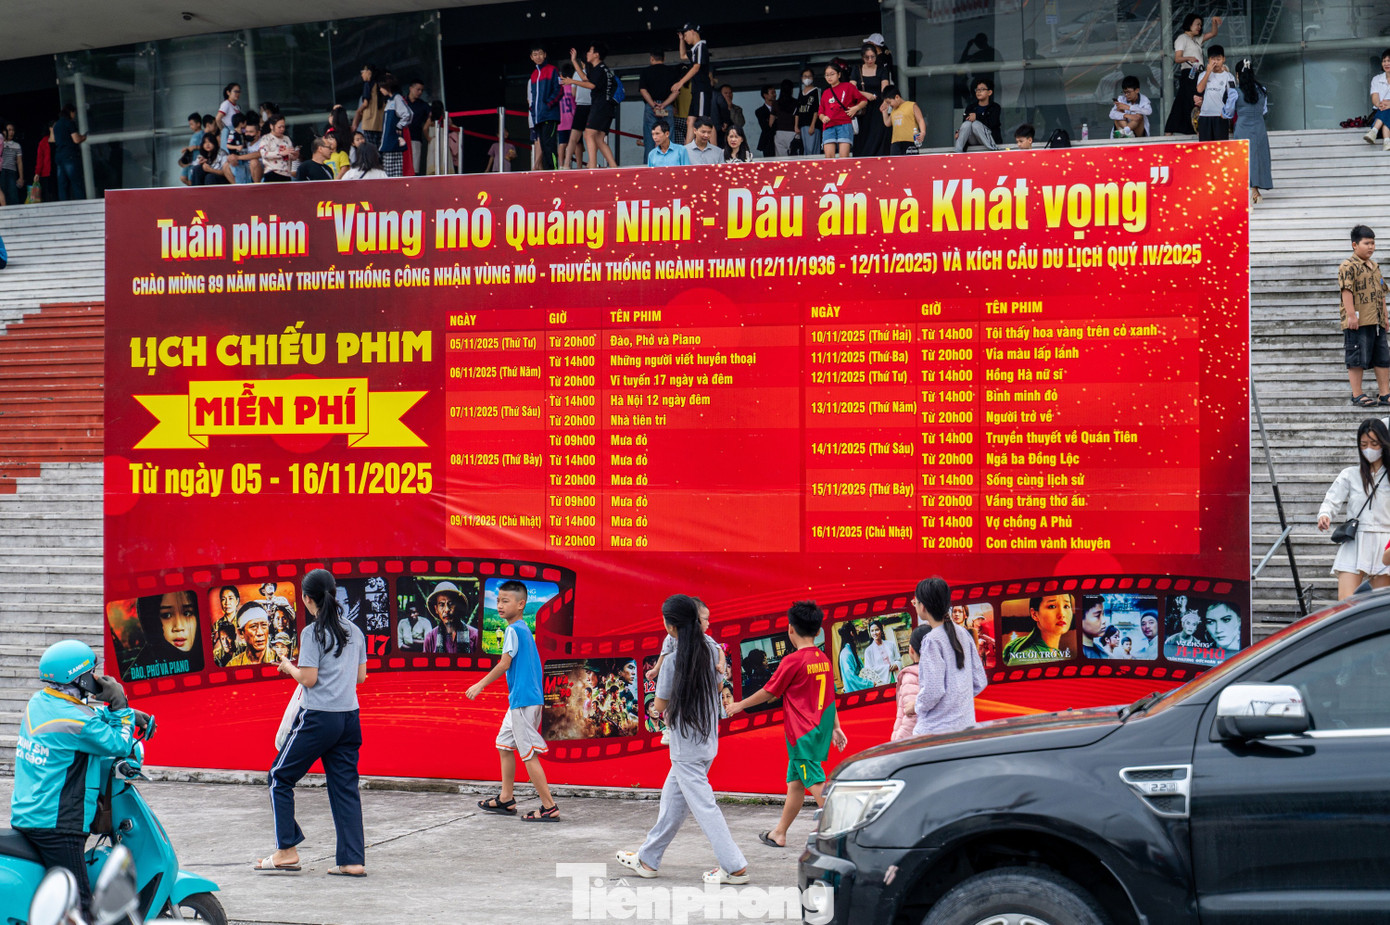 Tuần phim “Vùng mỏ Quảng Ninh - Dấu ấn và Khát vọng”
CHÀO MỪNG 89 NĂM NGÀY TRUYỀN THỐNG CÔNG NHÂN VÙNG MỎ - TRUYỀN THỐNG NGÀNH THAN (12/11/1936 - 12/11/2025) VÀ KÍCH CẦU DU LỊCH QUÝ IV/2025
LỊCH CHIẾU PHIM
MIỄN PHÍ
Từ ngày 05 - 16/11/2025
NGÀY GIỜ TÊN PHIM
05/11/2025 (Thứ Tư) Từ 20h00 Đào, Phở và Piano
06/11/2025 (Thứ Năm) Từ 14h00 Những người viết huyền thoại
Từ 20h00 Vĩ tuyến 17 ngày và đêm
07/11/2025 (Thứ Sáu) Từ 14h00 Hà Nội 12 ngày đêm
Từ 20h00 Nhà tiên tri
08/11/2025 (Thứ Bảy) Từ 09h00 Mưa đỏ
Từ 14h00 Mưa đỏ
Từ 20h00 Mưa đỏ
09/11/2025 (Chủ Nhật) Từ 09h00 Mưa đỏ
Từ 14h00 Mưa đỏ
Từ 20h00 Mưa đỏ
NGÀY GIỜ TÊN PHIM
10/11/2025 (Thứ Hai) Từ 14h00 Tôi thấy hoa vàng trên cỏ xanh
11/11/2025 (Thứ Ba) Từ 20h00 Vỉa màu lấp lánh
12/11/2025 (Thứ Tư) Từ 14h00 Hồng Hà nữ sĩ
13/11/2025 (Thứ Năm) Từ 14h00 Bình minh đỏ
Từ 20h00 Người trở về
14/11/2025 (Thứ Sáu) Từ 14h00 Truyền thuyết về Quán Tiên
Từ 20h00 Ngã ba Đồng Lộc
15/11/2025 (Thứ Bảy) Từ 14h00 Sống cùng lịch sử
Từ 20h00 Vầng trăng thơ ấu
16/11/2025 (Chủ Nhật) Từ 14h00 Vợ chồng A Phủ
Từ 20h00 Con chim vành khuyên
ĐÀO, PHỞ VÀ PIANO
17
12
NGƯỜI TRỞ VỀ
Vợ chồng
A PHỦ
RONALDO
7
7
2.2
Tiềnphong